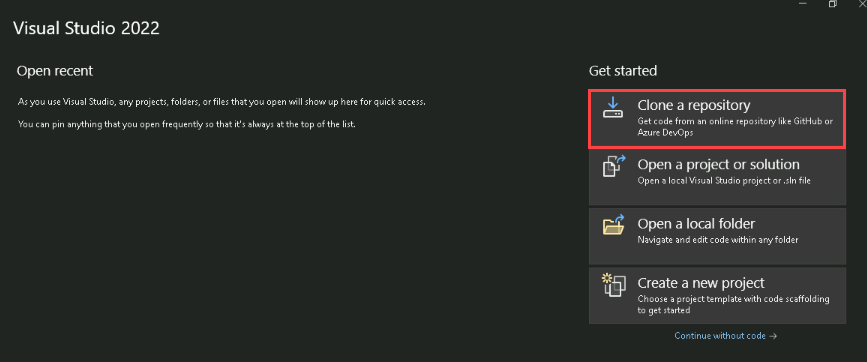 Visual Studio 2022
Open recent
As you use Visual Studio, any projects, folders, or files that you open will show up here for quick access.
You can pin anything that you open frequently so that it's always at the top of the list.
Get started
Clone a repository
Get code from an online repository like GitHub or
Azure DevOps
Open a project or solution
Open a local Visual Studio project or .sln file
Open a local folder
Navigate and edit code within any folder
Create a new project
Choose a project template with code scaffolding
to get started
Continue without code →